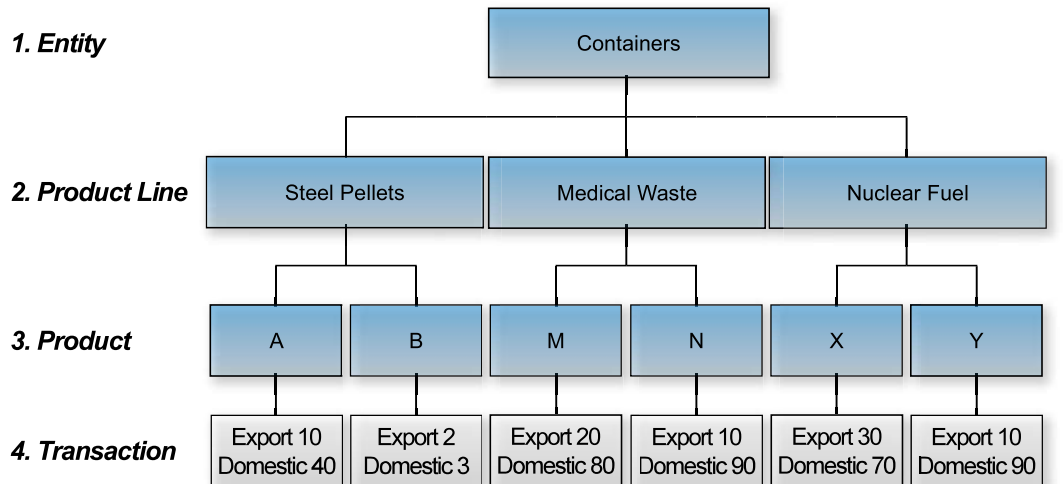 1. Entity
Containers
2. Product Line
Steel Pellets
Medical Waste
Nuclear Fuel
3. Product
A
B
M
N
X
Y
4. Transaction
Export 10
Domestic 40
Export 2
Domestic 3
Export 20
Domestic 80
Export 10
Domestic 90
Export 30
Domestic 70
Export 10
Domestic 90